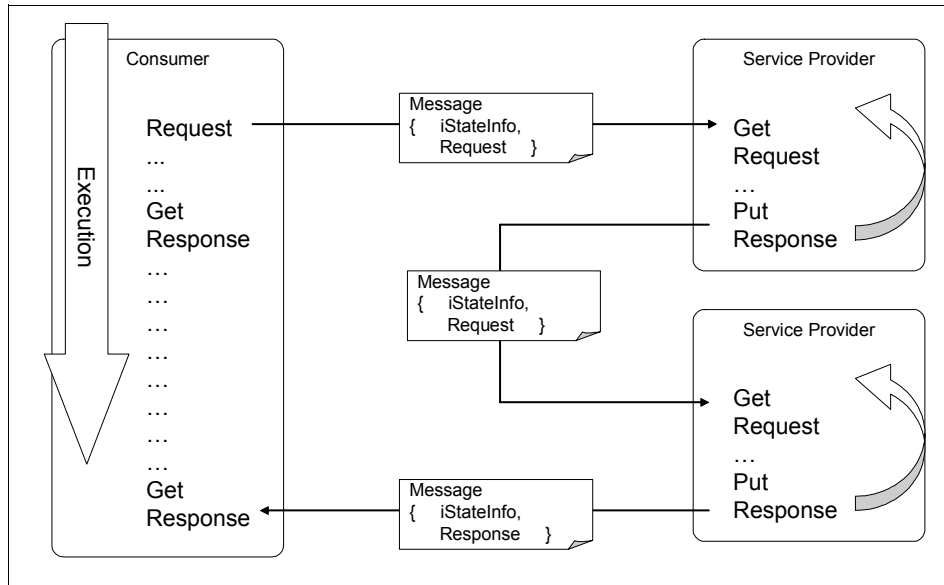 Consumer
Execution
Request
...
...
Get
Response
…
…
…
…
…
…
…
…
Get
Response
Message
{ iStateInfo,
Request }
Service Provider
Get
Request
…
Put
Response
Message
{ iStateInfo,
Request }
Service Provider
Get
Request
…
Put
Response
Message
{ iStateInfo,
Response }